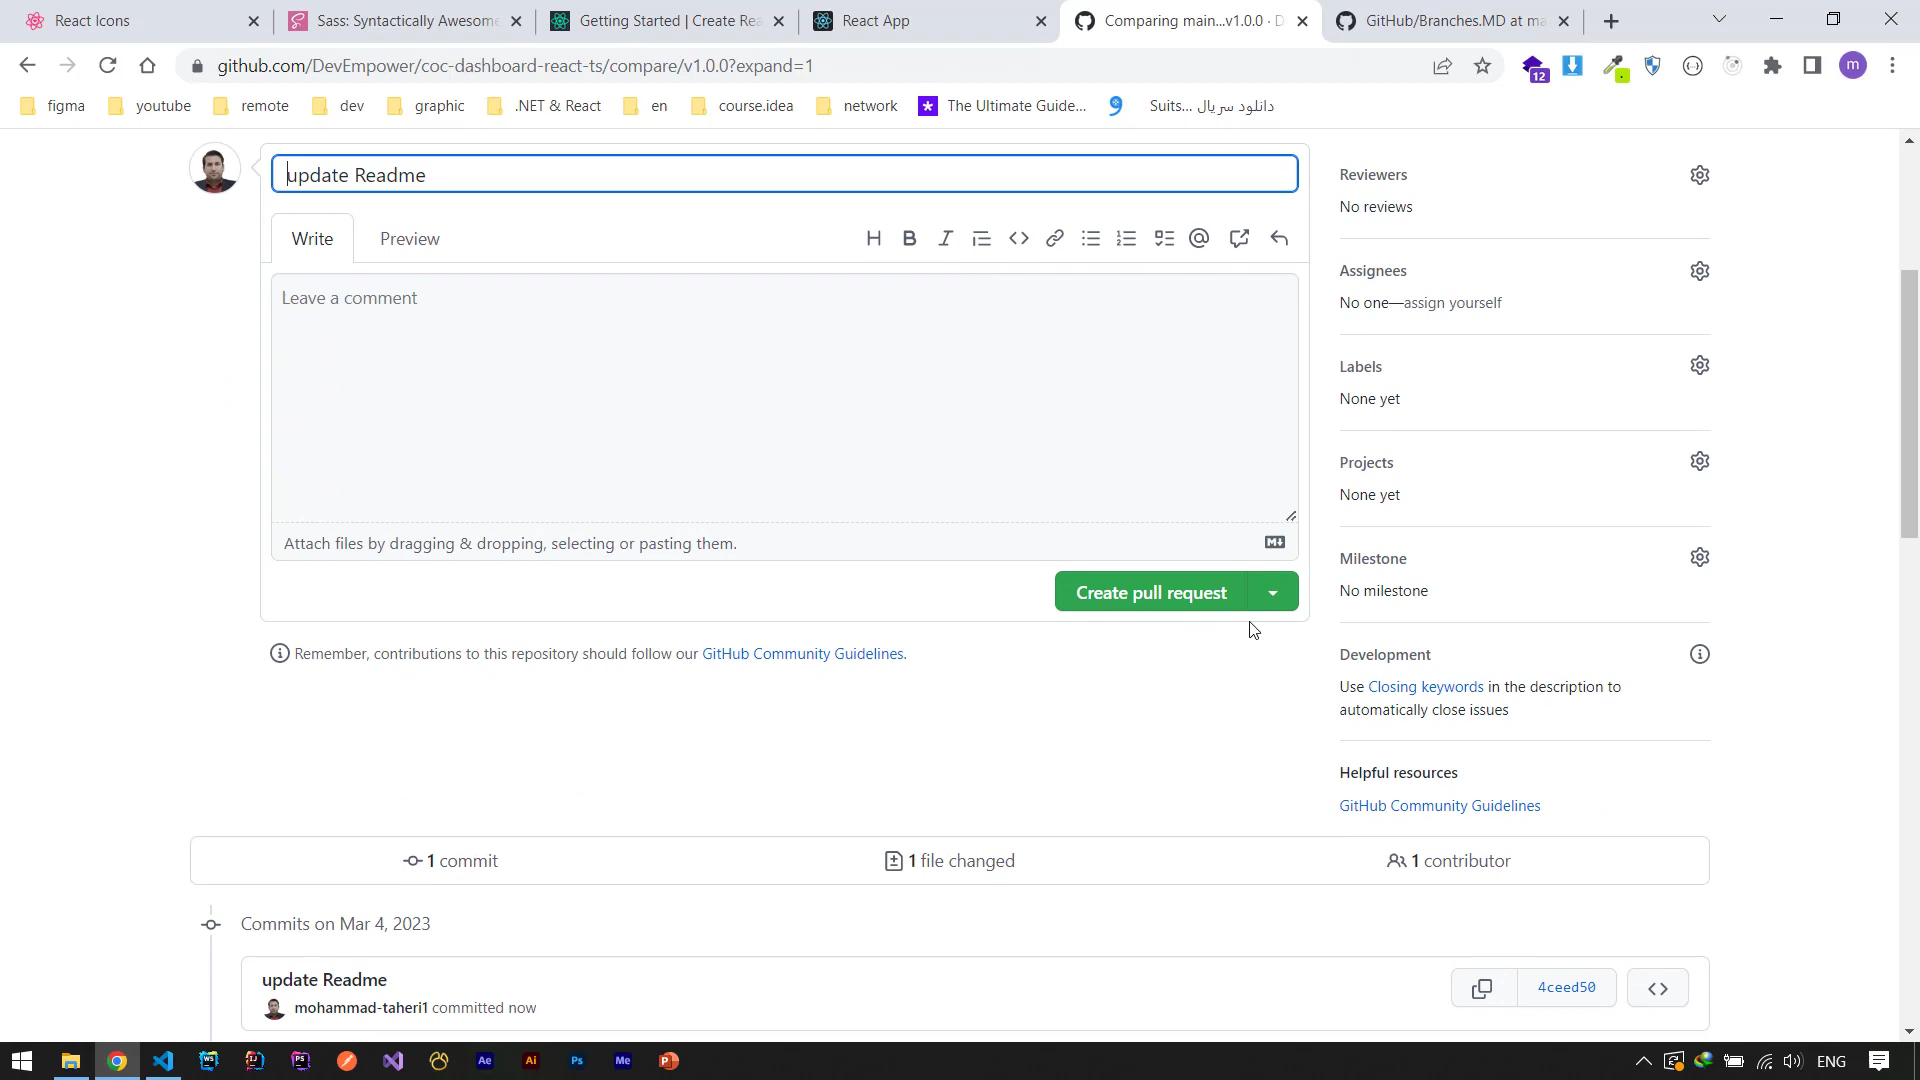 React Icons
Sass: Syntactically Awesome
Getting Started | Create Rea
React App
Comparing main...v1.0.0 · D
GitHub/Branches.MD at ma
github.com/DevEmpower/coc-dashboard-react-ts/compare/v1.0.0?expand=1
12
m
figma
youtube
remote
dev
graphic
.NET & React
en
course.idea
network
The Ultimate Guide...
دانلود سریال Suits...
update Readme
Write
Preview
Leave a comment
Attach files by dragging & dropping, selecting or pasting them.
Create pull request
Remember, contributions to this repository should follow our GitHub Community Guidelines.
Reviewers
No reviews
Assignees
No one—assign yourself
Labels
None yet
Projects
None yet
Milestone
No milestone
Development
Use Closing keywords in the description to
automatically close issues
Helpful resources
GitHub Community Guidelines
1 commit
1 file changed
1 contributor
Commits on Mar 4, 2023
update Readme
mohammad-taheri1 committed now
4ceed50
WS
IJ
PS
Ae
Ai
Ps
Me
P
ENG